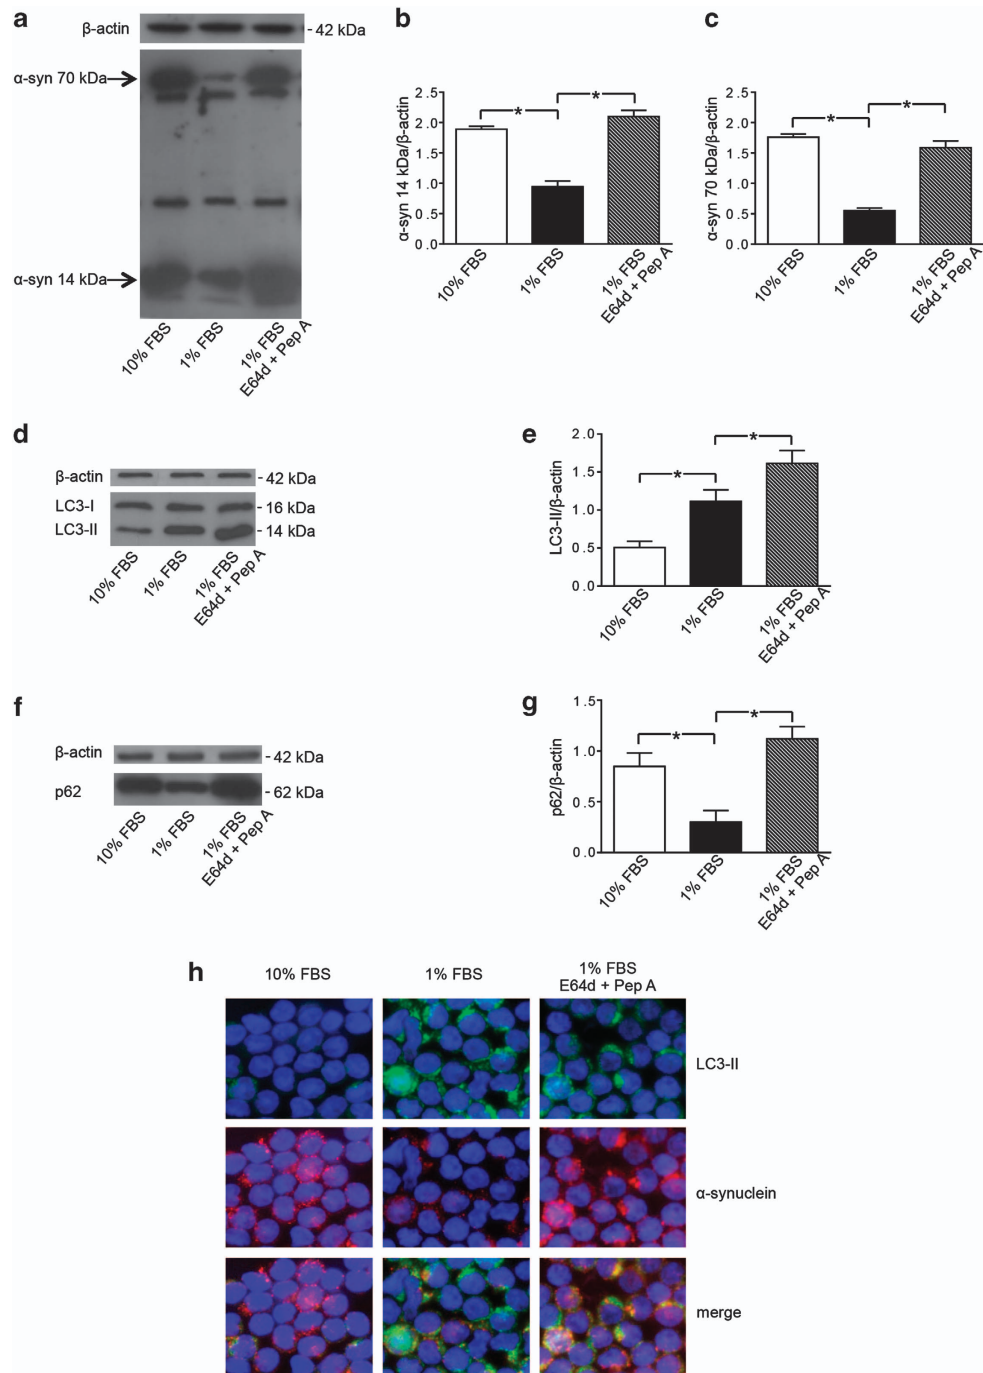 a
β-actin
- 42 kDa
α-syn 70 kDa
α-syn 14 kDa
10% FBS
1% FBS
1% FBS
E64d + Pep A
b
α-syn 14 kDa/β-actin
2.5
2.0
1.5
1.0
0.5
0.0
*
*
10% FBS
1% FBS
1% FBS
E64d + Pep A
c
α-syn 70 kDa/β-actin
2.5
2.0
1.5
1.0
0.5
0.0
*
*
10% FBS
1% FBS
1% FBS
E64d + Pep A
d
β-actin
- 42 kDa
LC3-I
- 16 kDa
LC3-II
- 14 kDa
10% FBS
1% FBS
1% FBS
E64d + Pep A
e
LC3-II/β-actin
2.0
1.5
1.0
0.5
0.0
*
*
10% FBS
1% FBS
1% FBS
E64d + Pep A
f
β-actin
- 42 kDa
p62
- 62 kDa
10% FBS
1% FBS
1% FBS
E64d + Pep A
g
p62/β-actin
1.5
1.0
0.5
0.0
*
*
10% FBS
1% FBS
1% FBS
E64d + Pep A
h
10% FBS
1% FBS
1% FBS
E64d + Pep A
LC3-II
α-synuclein
merge